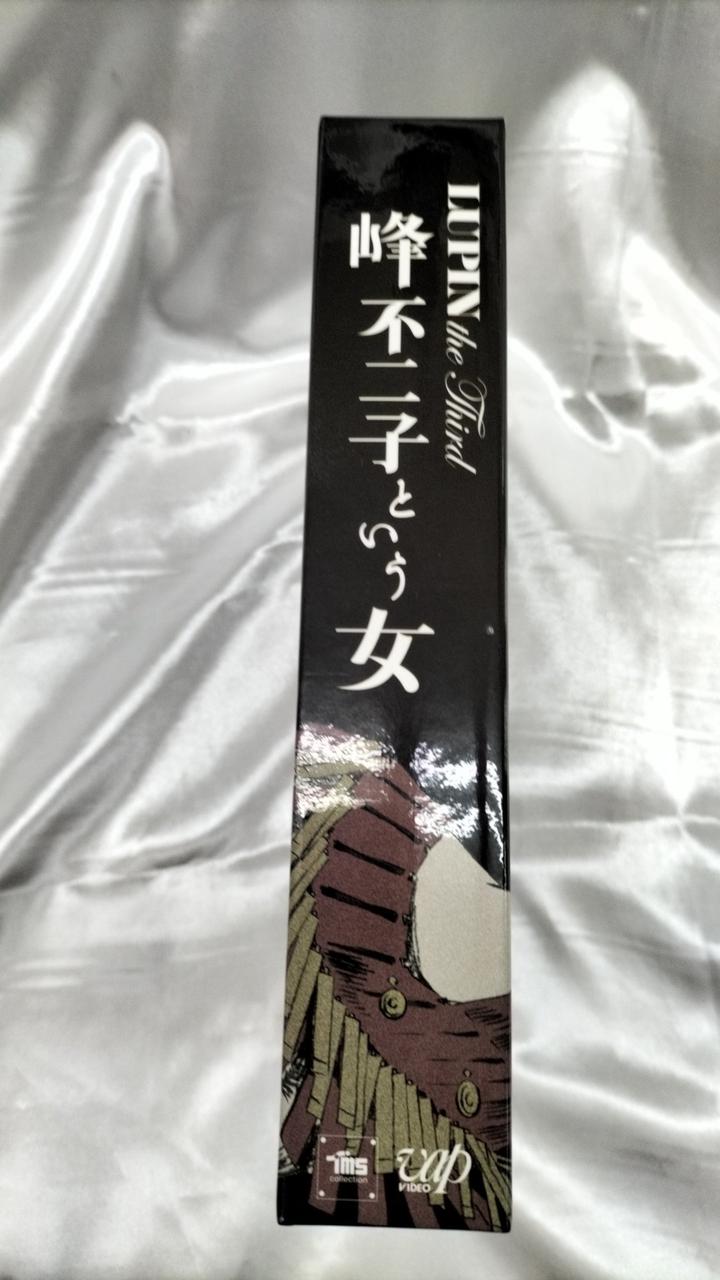 LUPIN the Third
峰不二子という女
TMS
collection
vap
VIDEO